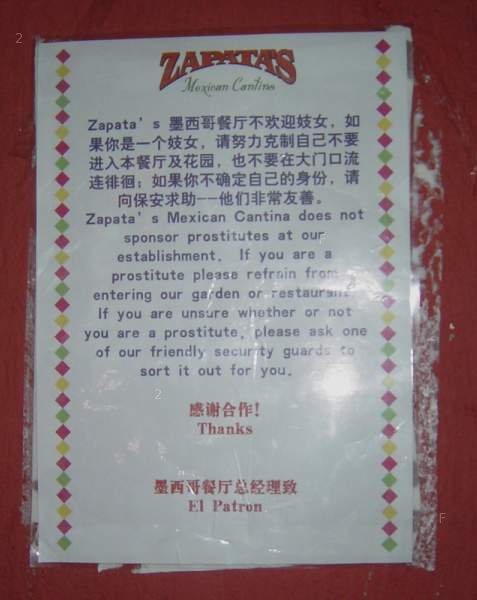 ZAPATA'S
Mexican Cantina
Zapata's 墨西哥餐厅不欢迎妓女，如
果你是一个妓女，请努力克制自己不要
进入本餐厅及花园，也不要在大门口流
连徘徊；如果你不确定自己的身份，请
向保安求助--他们非常友善。
Zapata's Mexican Cantina does not
sponsor prostitutes at our
establishment. If you are a
prostitute please refrain from
entering our garden or restaurant.
If you are unsure whether or not
you are a prostitute, please ask one
of our friendly security guards to
sort it out for you.
感谢合作!
Thanks
墨西哥餐厅总经理致
El Patron